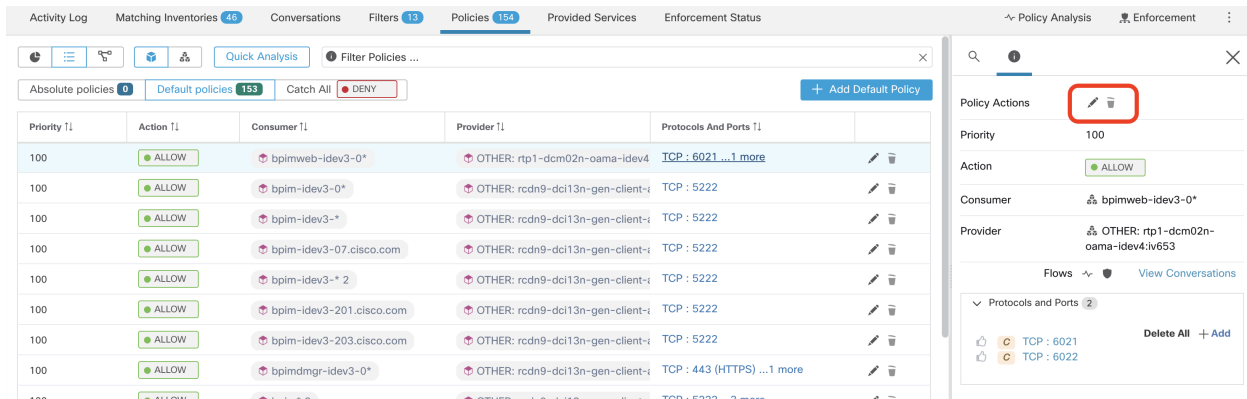 Activity Log Matching Inventories 46 Conversations Filters 13 Policies 154 Provided Services Enforcement Status Policy Analysis Enforcement
Quick Analysis Filter Policies ...
Absolute policies 0 Default policies 153 Catch All DENY + Add Default Policy
Priority ↑↓ Action ↑↓ Consumer ↑↓ Provider ↑↓ Protocols And Ports ↑↓
100 ALLOW bpimweb-idev3-0* OTHER: rtp1-dcm02n-oama-idev4 TCP : 6021 ...1 more
100 ALLOW bpim-idev3-0* OTHER: rcdn9-dci13n-gen-client-a TCP : 5222
100 ALLOW bpim-idev3-* OTHER: rcdn9-dci13n-gen-client-a TCP : 5222
100 ALLOW bpim-idev3-07.cisco.com OTHER: rcdn9-dci13n-gen-client-a TCP : 5222
100 ALLOW bpim-idev3-* 2 OTHER: rcdn9-dci13n-gen-client-a TCP : 5222
100 ALLOW bpim-idev3-201.cisco.com OTHER: rcdn9-dci13n-gen-client-a TCP : 5222
100 ALLOW bpim-idev3-203.cisco.com OTHER: rcdn9-dci13n-gen-client-a TCP : 5222
100 ALLOW bpimdmgr-idev3-0* OTHER: rcdn9-dci13n-gen-client-a TCP : 443 (HTTPS) ...1 more
Policy Actions
Priority 100
Action ALLOW
Consumer bpimweb-idev3-0*
Provider OTHER: rtp1-dcm02n-
oama-idev4:iv653
Flows View Conversations
Protocols and Ports 2
Delete All + Add
C TCP : 6021
C TCP : 6022